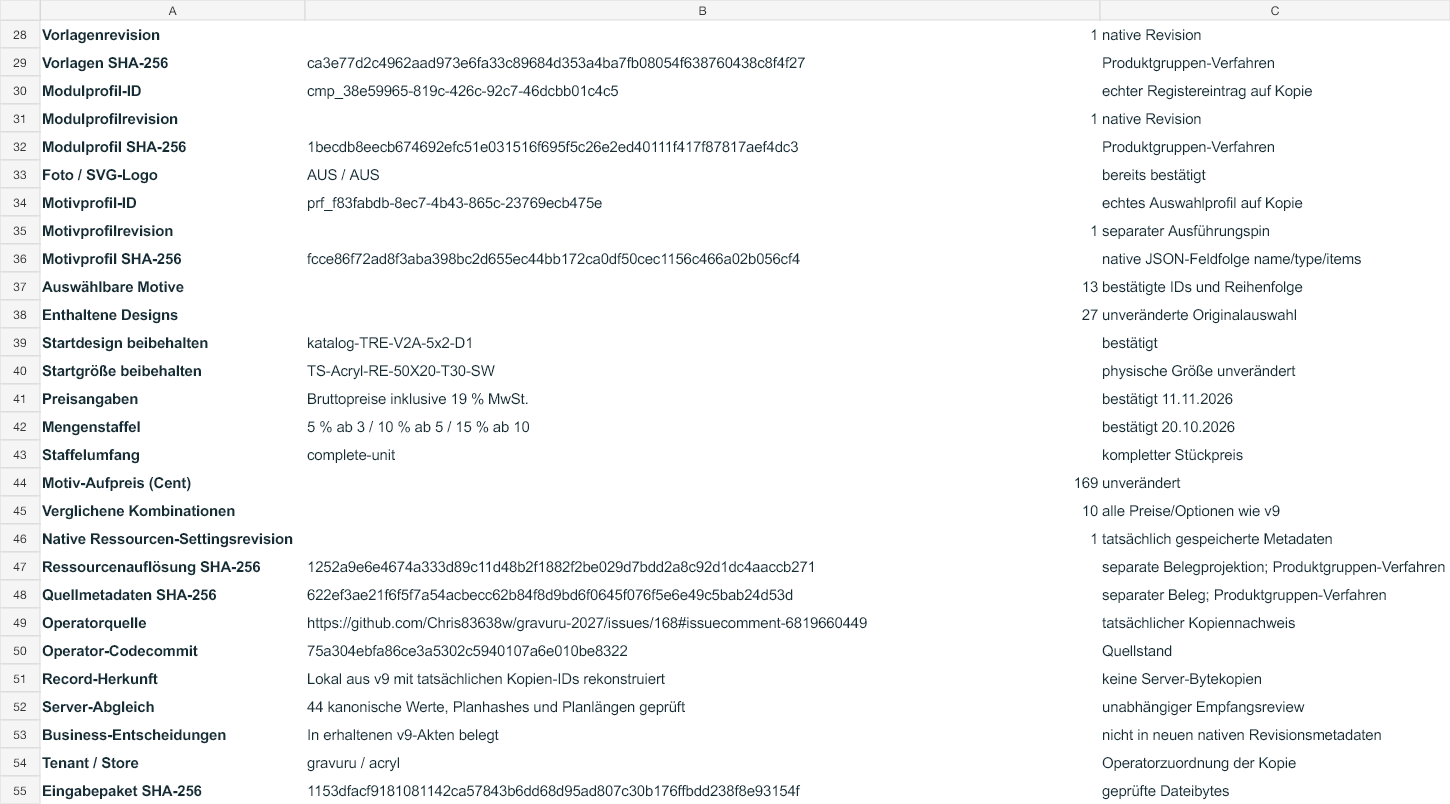 A B C
28 Vorlagenrevision 1 native Revision
29 Vorlagen SHA-256 ca3e77d2c4962aad973e6fa33c89684d353a4ba7fb08054f638760438c8f4f27 Produktgruppen-Verfahren
30 Modulprofil-ID cmp_38e59965-819c-426c-92c7-46dcbb01c4c5 echter Registereintrag auf Kopie
31 Modulprofilrevision 1 native Revision
32 Modulprofil SHA-256 1becdb8eecb674692efc51e031516f695f5c26e2ed40111f417f87817aef4dc3 Produktgruppen-Verfahren
33 Foto / SVG-Logo AUS / AUS bereits bestätigt
34 Motivprofil-ID prf_f83fabdb-8ec7-4b43-865c-23769ecb475e echtes Auswahlprofil auf Kopie
35 Motivprofilrevision 1 separater Ausführungspin
36 Motivprofil SHA-256 fcce86f72ad8f3aba398bc2d655ec44bb172ca0df50cec1156c466a02b056cf4 native JSON-Feldfolge name/type/items
37 Auswählbare Motive 13 bestätigte IDs und Reihenfolge
38 Enthaltene Designs 27 unveränderte Originalauswahl
39 Startdesign beibehalten katalog-TRE-V2A-5x2-D1 bestätigt
40 Startgröße beibehalten TS-Acryl-RE-50X20-T30-SW physische Größe unverändert
41 Preisangaben Bruttopreise inklusive 19 % MwSt. bestätigt 11.11.2026
42 Mengenstaffel 5 % ab 3 / 10 % ab 5 / 15 % ab 10 bestätigt 20.10.2026
43 Staffelumfang complete-unit kompletter Stückpreis
44 Motiv-Aufpreis (Cent) 169 unverändert
45 Verglichene Kombinationen 10 alle Preise/Optionen wie v9
46 Native Ressourcen-Settingsrevision 1 tatsächlich gespeicherte Metadaten
47 Ressourcenauflösung SHA-256 1252a9e6e4674a333d89c11d48b2f1882f2be029d7bdd2a8c92d1dc4aaccb271 separate Belegprojektion; Produktgruppen-Verfahren
48 Quellmetadaten SHA-256 622ef3ae21f6f5f7a54acbecc62b84f8d9bd6f0645f076f5e6e49c5bab24d53d separater Beleg; Produktgruppen-Verfahren
49 Operatorquelle https://github.com/Chris83638w/gravuru-2027/issues/168#issuecomment-6819660449 tatsächlicher Kopiennachweis
50 Operator-Codecommit 75a304ebfa86ce3a5302c5940107a6e010be8322 Quellstand
51 Record-Herkunft Lokal aus v9 mit tatsächlichen Kopien-IDs rekonstruiert keine Server-Bytekopien
52 Server-Abgleich 44 kanonische Werte, Planhashes und Planlängen geprüft unabhängiger Empfangsreview
53 Business-Entscheidungen In erhaltenen v9-Akten belegt nicht in neuen nativen Revisionsmetadaten
54 Tenant / Store gravuru / acryl Operatorzuordnung der Kopie
55 Eingabepaket SHA-256 1153dfacf9181081142ca57843b6dd68d95ad807c30b176ffbdd238f8e93154f geprüfte Dateibytes